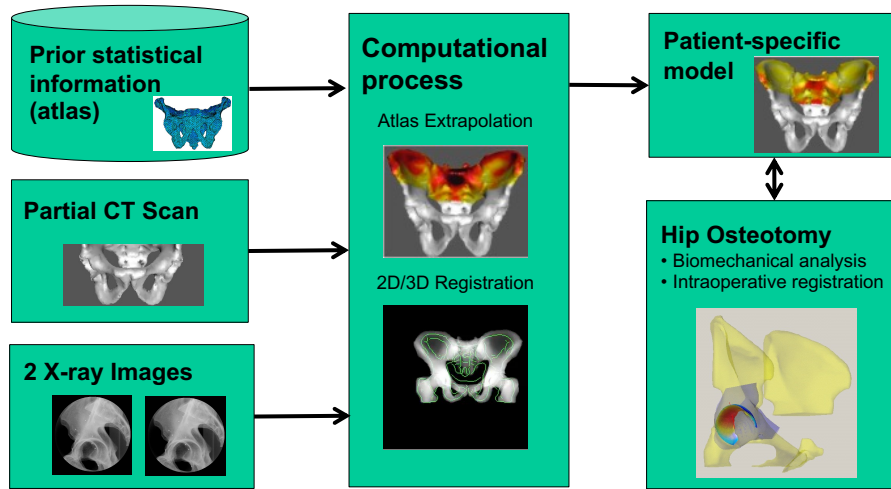 Prior statistical
information
(atlas)
Partial CT Scan
2 X-ray Images
Computational
process
Atlas Extrapolation
2D/3D Registration
Patient-specific
model
Hip Osteotomy
• Biomechanical analysis
• Intraoperative registration